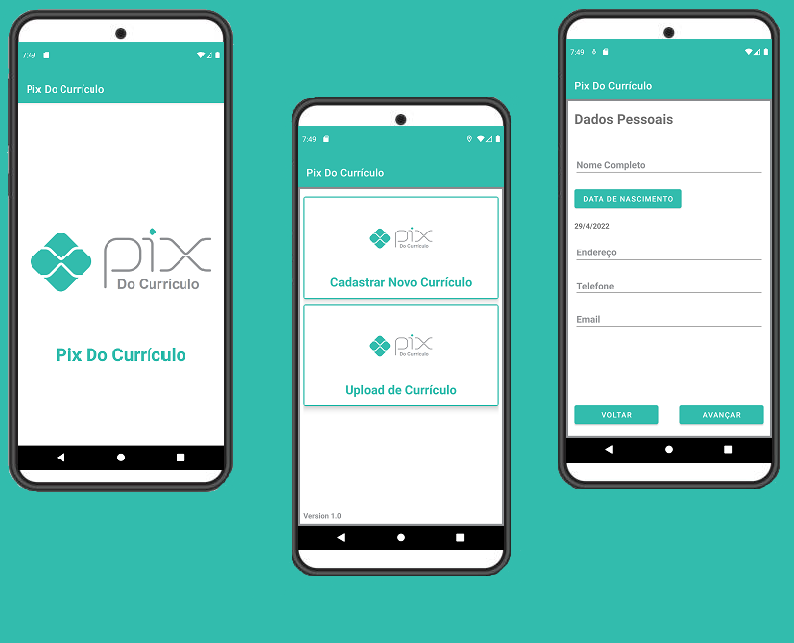 7:49
Pix Do Currículo
pix
Do Currículo
Pix Do Currículo
7:49
Pix Do Currículo
pix
Do Currículo
Cadastrar Novo Currículo
pix
Do Currículo
Upload de Currículo
Version 1.0
7:49
Pix Do Currículo
Dados Pessoais
Nome Completo
DATA DE NASCIMENTO
29/4/2022
Endereço
Telefone
Email
VOLTAR AVANÇAR